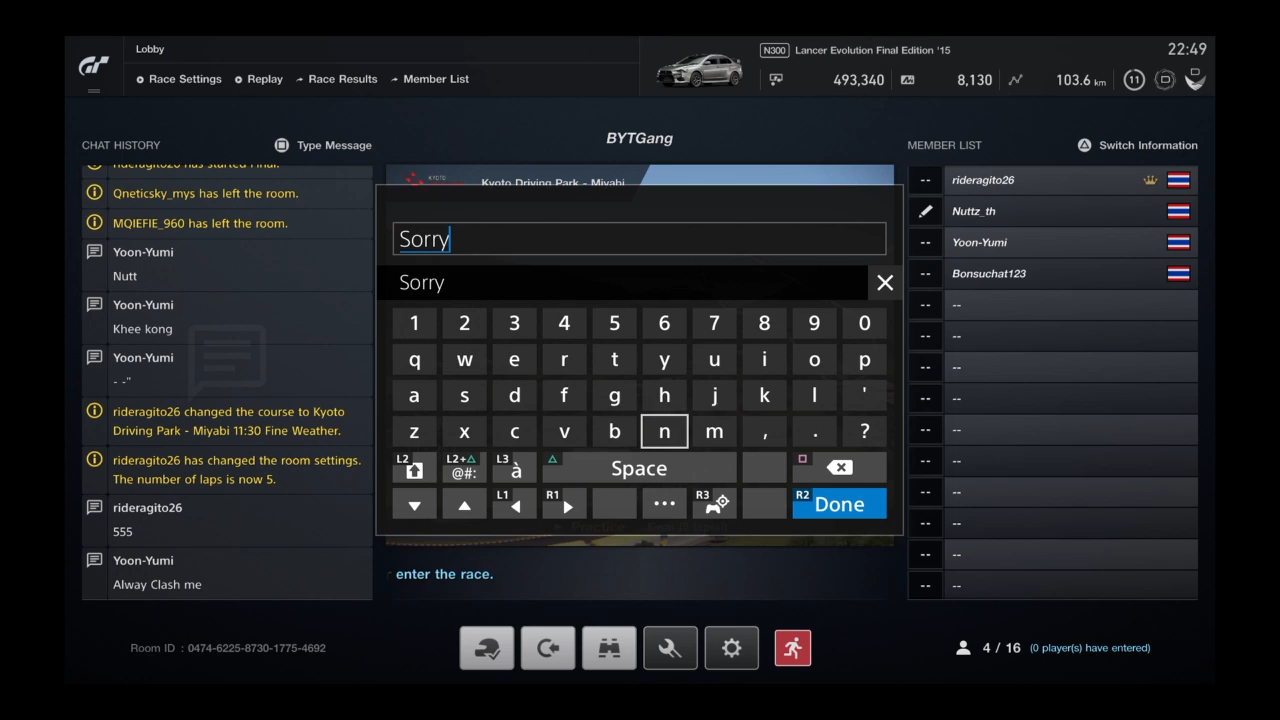 Lobby
Race Settings
Replay
Race Results
Member List
N300 Lancer Evolution Final Edition '15
22:49
493,340
8,130
103.6 km
11
D
CHAT HISTORY
Type Message
Qneticsky_mys has left the room.
MQIEFIE_960 has left the room.
Yoon-Yumi
Nutt
Yoon-Yumi
Khee kong
Yoon-Yumi
- -"
rideragito26 changed the course to Kyoto
Driving Park - Miyabi 11:30 Fine Weather.
rideragito26 has changed the room settings.
The number of laps is now 5.
rideragito26
555
Yoon-Yumi
Alway Clash me
BYTGang
KYOTO
Kyoto Driving Park - Miyabi
Sorry
Sorry
1 2 3 4 5 6 7 8 9 0
q w e r t y u i o p
a s d f g h j k l '
z x c v b n m , . ?
L2 L2+△ @#: L3 à △ Space
L1 R1 ... R3 R2 Done
enter the race.
MEMBER LIST
Switch Information
-- rideragito26
Nuttz_th
-- Yoon-Yumi
-- Bonsuchat123
-- --
-- --
-- --
-- --
-- --
-- --
-- --
-- --
-- --
-- --
Room ID : 0474-6225-8730-1775-4692
4 / 16 (0 player(s) have entered)